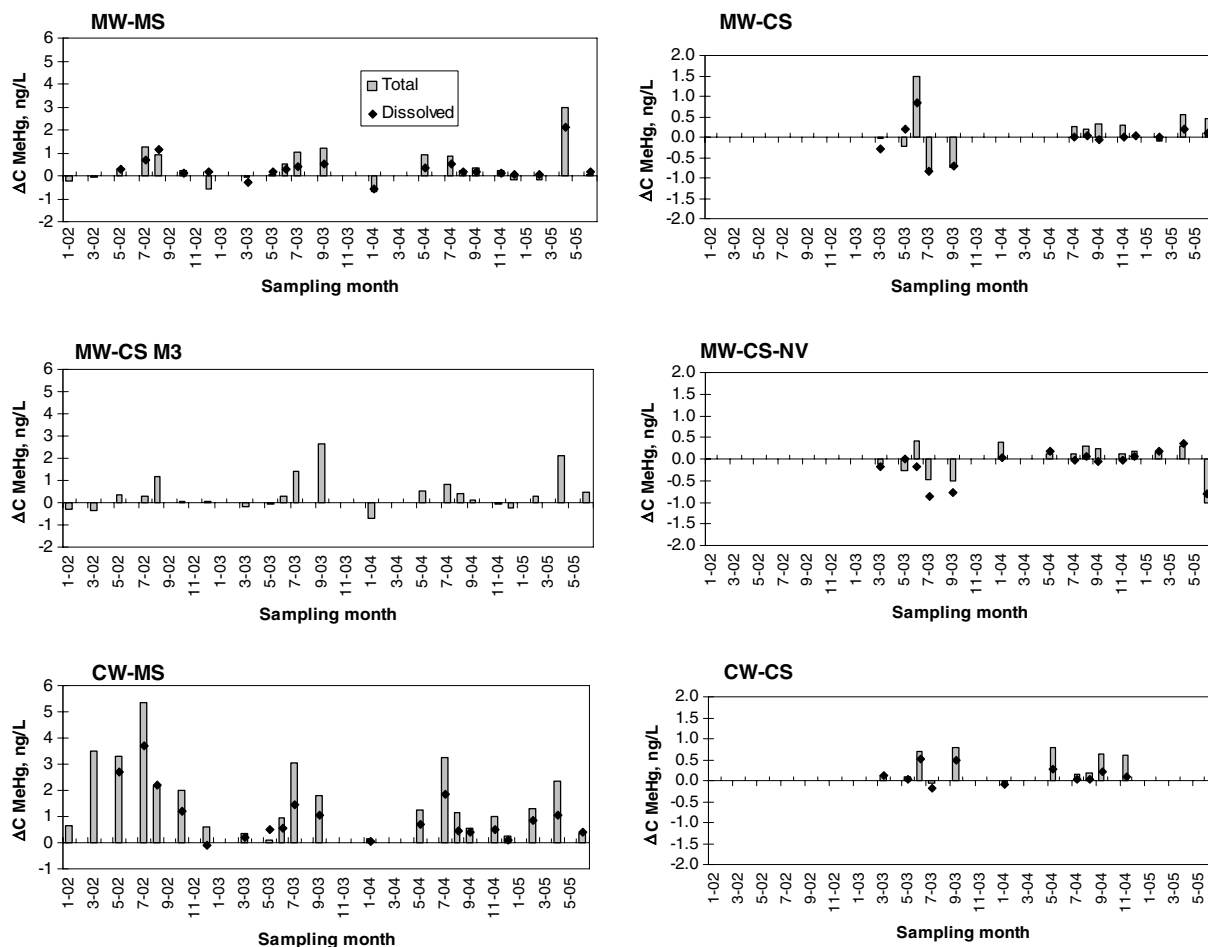 MW-MS
6
5
4
3
2
1
0
-1
-2
ΔC MeHg, ng/L
Total
Dissolved
1-02 3-02 5-02 7-02 9-02 11-02 1-03 3-03 5-03 7-03 9-03 11-03 1-04 3-04 5-04 7-04 9-04 11-04 1-05 3-05 5-05
Sampling month
MW-CS
2.0
1.5
1.0
0.5
0.0
-0.5
-1.0
-1.5
-2.0
ΔC MeHg, ng/L
1-02 3-02 5-02 7-02 9-02 11-02 1-03 3-03 5-03 7-03 9-03 11-03 1-04 3-04 5-04 7-04 9-04 11-04 1-05 3-05 5-05
Sampling month
MW-CS M3
6
5
4
3
2
1
0
-1
-2
ΔC MeHg, ng/L
1-02 3-02 5-02 7-02 9-02 11-02 1-03 3-03 5-03 7-03 9-03 11-03 1-04 3-04 5-04 7-04 9-04 11-04 1-05 3-05 5-05
Sampling month
MW-CS-NV
2.0
1.5
1.0
0.5
0.0
-0.5
-1.0
-1.5
-2.0
ΔC MeHg, ng/L
1-02 3-02 5-02 7-02 9-02 11-02 1-03 3-03 5-03 7-03 9-03 11-03 1-04 3-04 5-04 7-04 9-04 11-04 1-05 3-05 5-05
Sampling month
CW-MS
6
5
4
3
2
1
0
-1
ΔC MeHg, ng/L
1-02 3-02 5-02 7-02 9-02 11-02 1-03 3-03 5-03 7-03 9-03 11-03 1-04 3-04 5-04 7-04 9-04 11-04 1-05 3-05 5-05
Sampling month
CW-CS
2.0
1.5
1.0
0.5
0.0
-0.5
-1.0
-1.5
-2.0
ΔC MeHg, ng/L
1-02 3-02 5-02 7-02 9-02 11-02 1-03 3-03 5-03 7-03 9-03 11-03 1-04 3-04 5-04 7-04 9-04 11-04 1-05 3-05 5-05
Sampling month